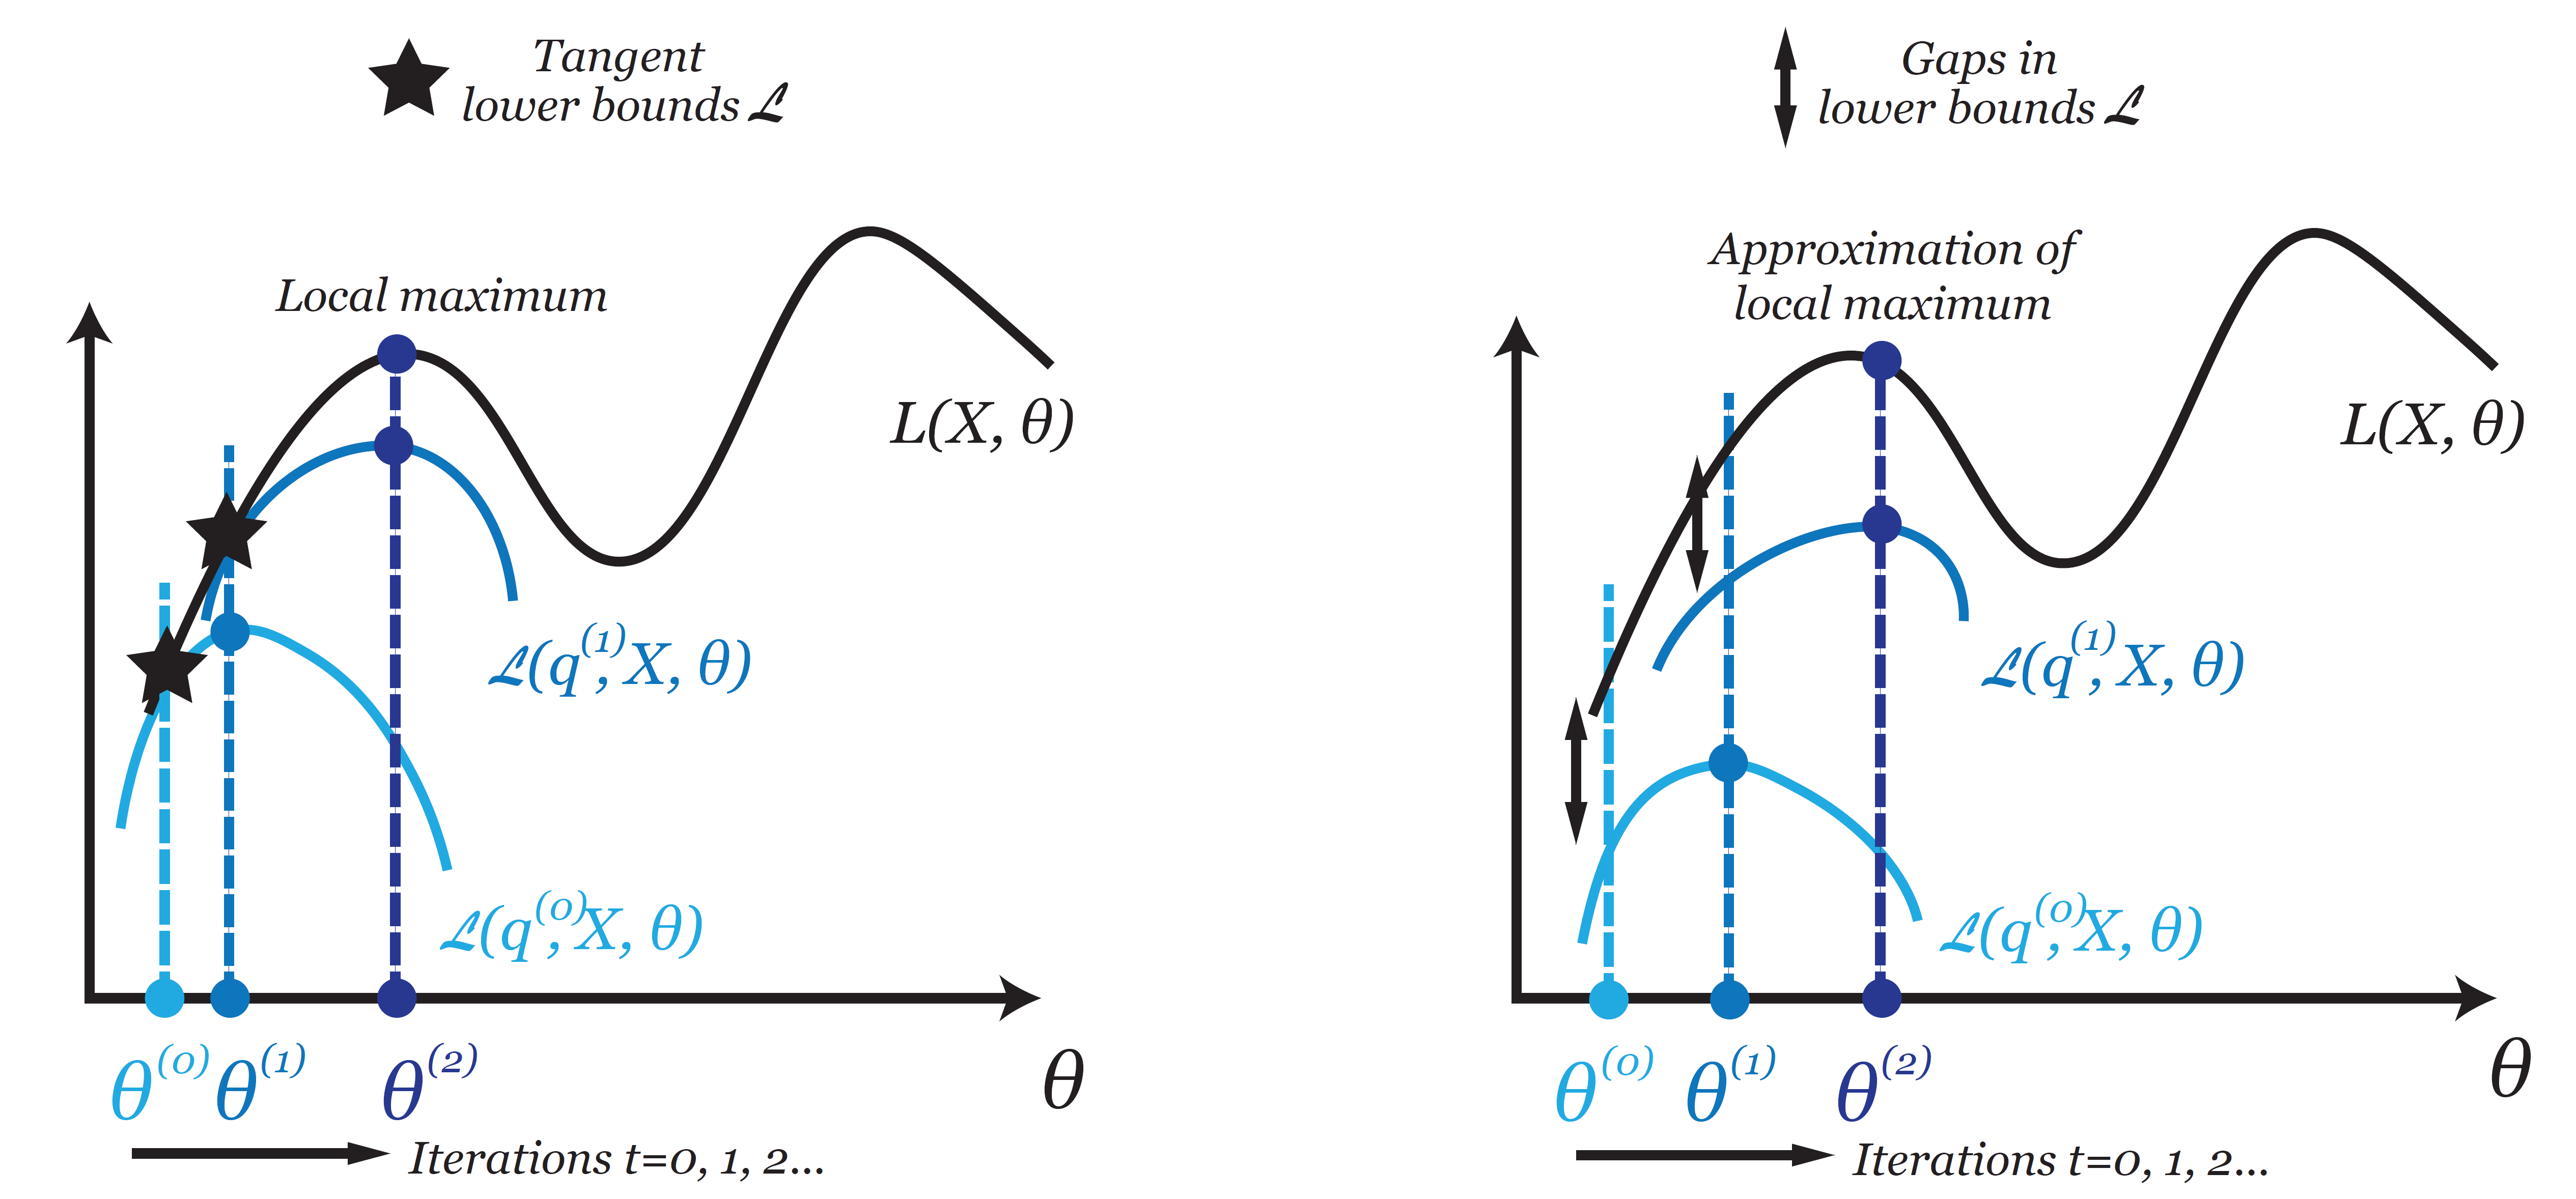 Tangent
lower bounds ℒ
Local maximum
L(X, θ)
ℒ(q⁽¹⁾, X, θ)
ℒ(q⁽⁰⁾, X, θ)
θ⁽⁰⁾ θ⁽¹⁾ θ⁽²⁾ θ
Iterations t=0, 1, 2...
Gaps in
lower bounds ℒ
Approximation of
local maximum
L(X, θ)
ℒ(q⁽¹⁾, X, θ)
ℒ(q⁽⁰⁾, X, θ)
θ⁽⁰⁾ θ⁽¹⁾ θ⁽²⁾ θ
Iterations t=0, 1, 2...